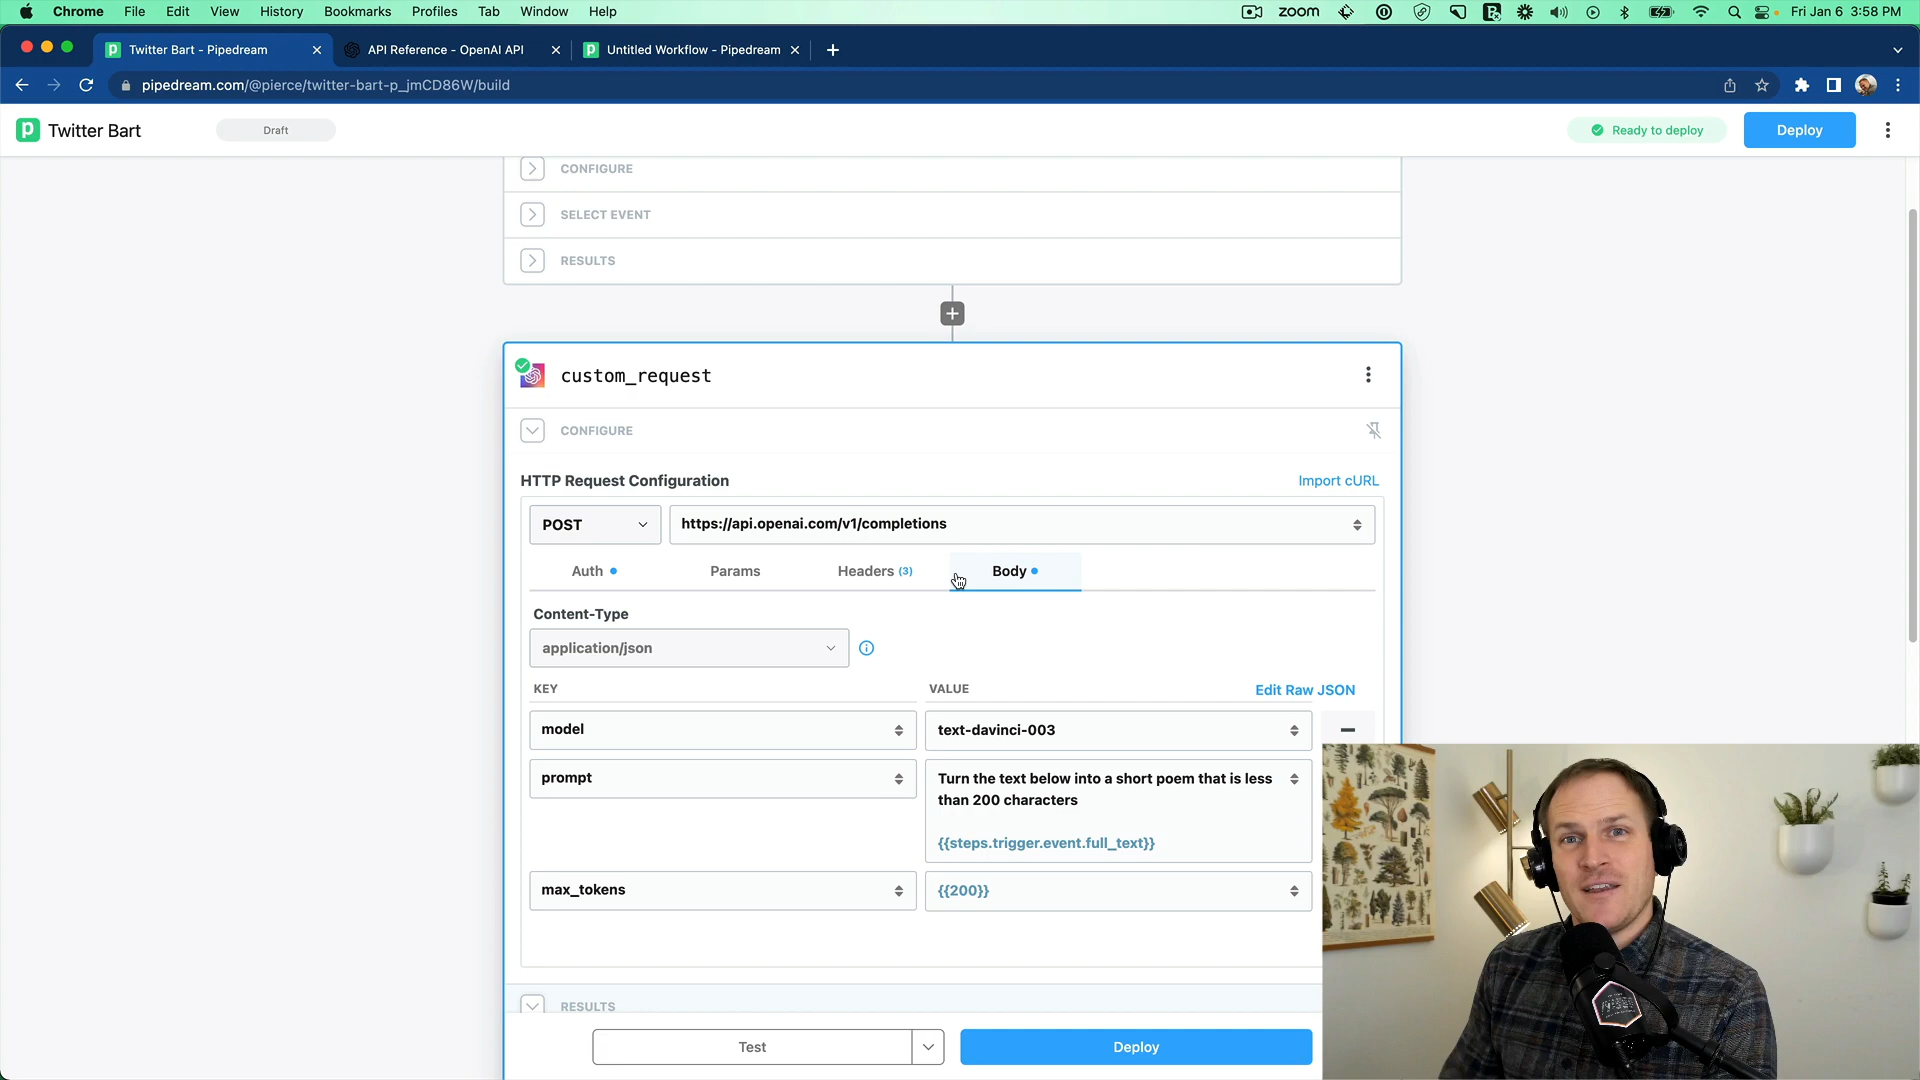 Chrome File Edit View History Bookmarks Profiles Tab Window Help zoom Fri Jan 6 3:58 PM
Twitter Bart - Pipedream API Reference - OpenAI API Untitled Workflow - Pipedream
pipedream.com/@pierce/twitter-bart-p_jmCD86W/build
Twitter Bart Draft Ready to deploy Deploy
CONFIGURE
SELECT EVENT
RESULTS
custom_request
CONFIGURE
HTTP Request Configuration Import cURL
POST https://api.openai.com/v1/completions
Auth Params Headers (3) Body
Content-Type
application/json
KEY VALUE Edit Raw JSON
model text-davinci-003
prompt Turn the text below into a short poem that is less
than 200 characters
{{steps.trigger.event.full_text}}
max_tokens {{200}}
RESULTS
Test Deploy